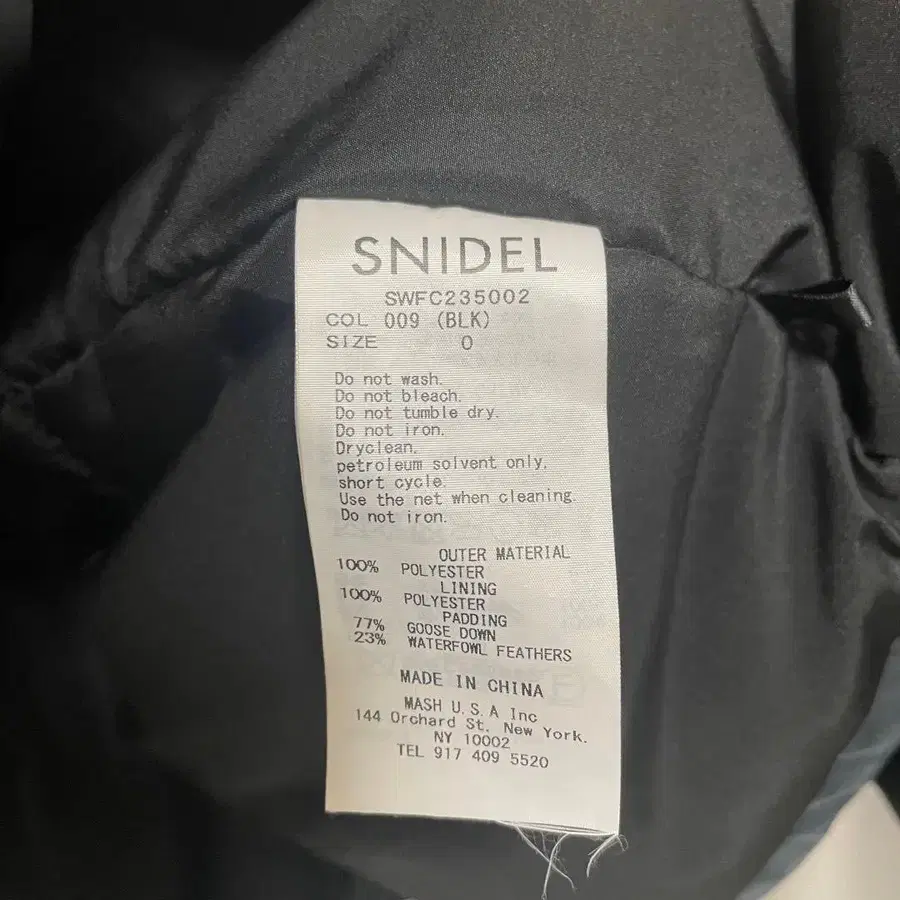 SNIDEL
SWFC235002
COL 009 (BLK)
SIZE 0
Do not wash.
Do not bleach.
Do not tumble dry.
Do not iron.
Dryclean.
petroleum solvent only.
short cycle.
Use the net when cleaning.
Do not iron.
OUTER MATERIAL
100% POLYESTER
LINING
100% POLYESTER
PADDING
77% GOOSE DOWN
23% WATERFOWL FEATHERS
MADE IN CHINA
MASH U.S.A Inc
144 Orchard St. New York.
NY 10002
TEL 917 409 5520